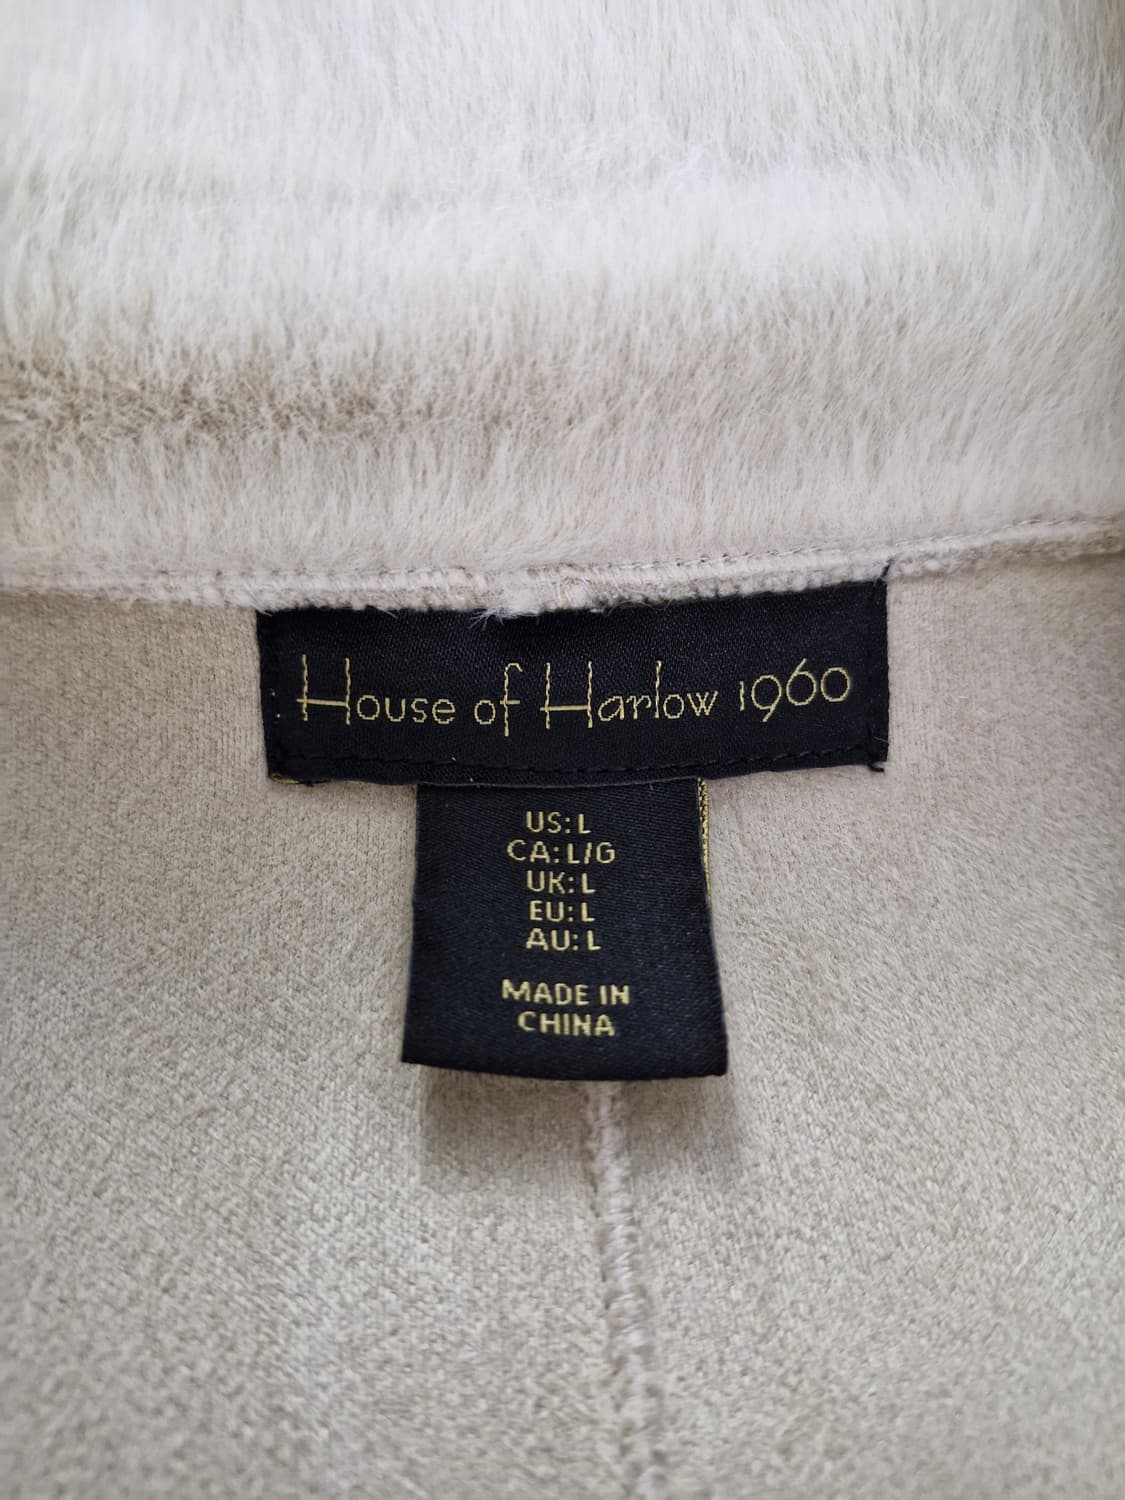 House of Harlow 1960
US: L
CA: L/G
UK: L
EU: L
AU: L
MADE IN
CHINA